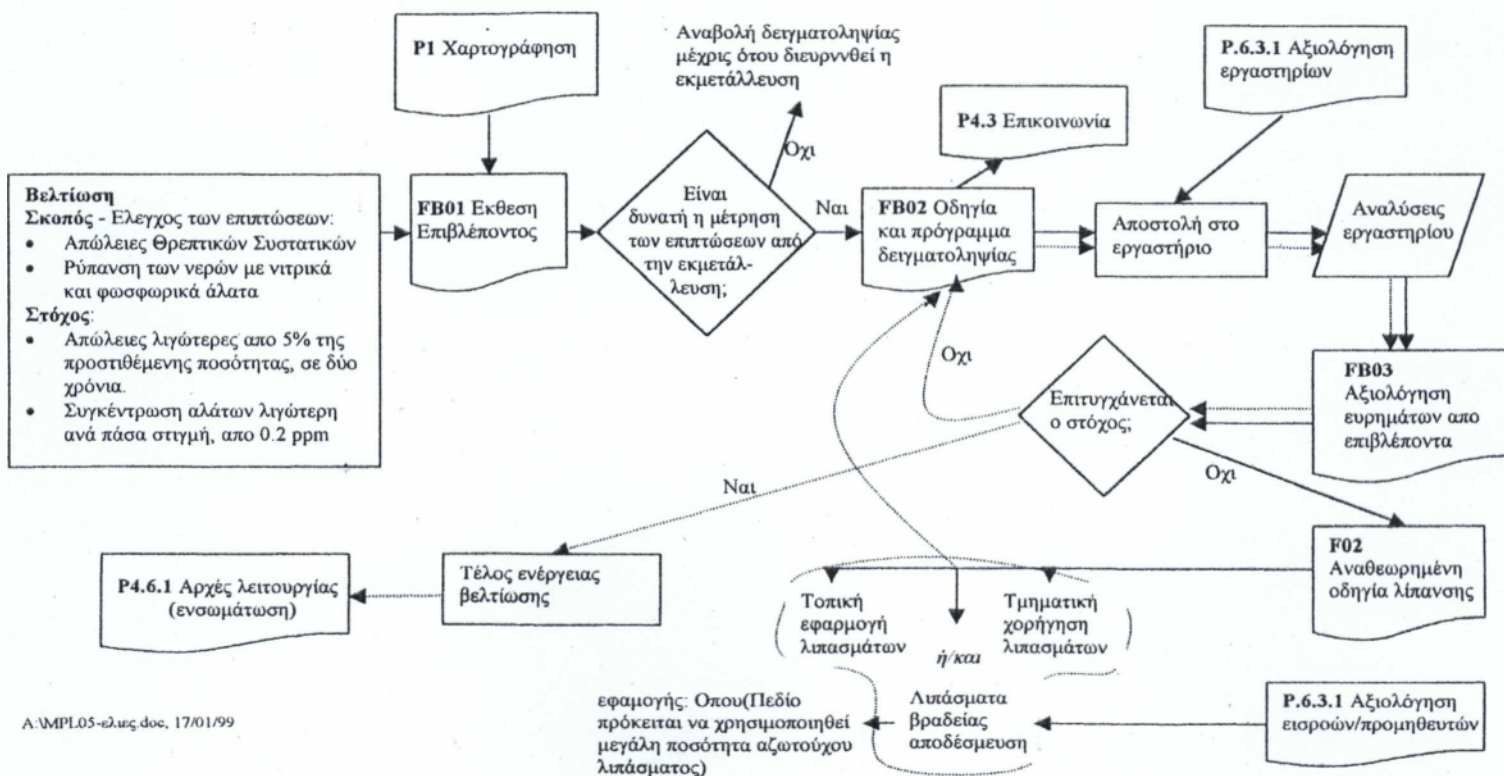 P1 Χαρτογράφηση
Αναβολή δειγματοληψίας
μέχρις ότου διευρννθεί η
εκμετάλλευση
P.6.3.1 Αξιολόγηση
εργαστηρίων
P4.3 Επικοινωνία
Οχι
Βελτίωση
Σκοπός - Ελεγχος των επιπτώσεων:
• Απώλειες Θρεπτικών Συστατικών
• Ρύπανση των νερών με νιτρικά
και φωσφωρικά άλατα
Στόχος:
• Απώλειες λιγώτερες απο 5% της
προστιθέμενης ποσότητας, σε δύο
χρόνια.
• Συγκέντρωση αλάτων λιγώτερη
ανά πάσα στιγμή, απο 0.2 ppm
FB01 Εκθεση
Επιβλέποντος
Είναι
δυνατή η μέτρηση
των επιπτώσεων από
την εκμετάλ-
λευση;
Ναι
FB02 Οδηγία
και πρόγραμμα
δειγματοληψίας
Αποστολή στο
εργαστήριο
Αναλύσεις
εργαστηρίου
Οχι
Επιτυγχάνεται
ο στόχος;
FB03
Αξιολόγηση
ευρημάτων απο
επιβλέποντα
Ναι
Οχι
P4.6.1 Αρχές λειτουργίας
(ενσωμάτωση)
Τέλος ενέργειας
βελτίωσης
F02
Αναθεωρημένη
οδηγία λίπανσης
Τοπική
εφαρμογή
λιπασμάτων
ή/και
Τμηματική
χορήγηση
λιπασμάτων
εφαμογής: Οπου(Πεδίο
πρόκειται να χρησιμοποιηθεί
μεγάλη ποσότητα αζωτούχου
λιπάσματος)
Λιπάσματα
βραδείας
αποδέσμευση
P.6.3.1 Αξιολόγηση
εισροών/προμηθευτών
A:\MPL05-ελιες.doc, 17/01/99